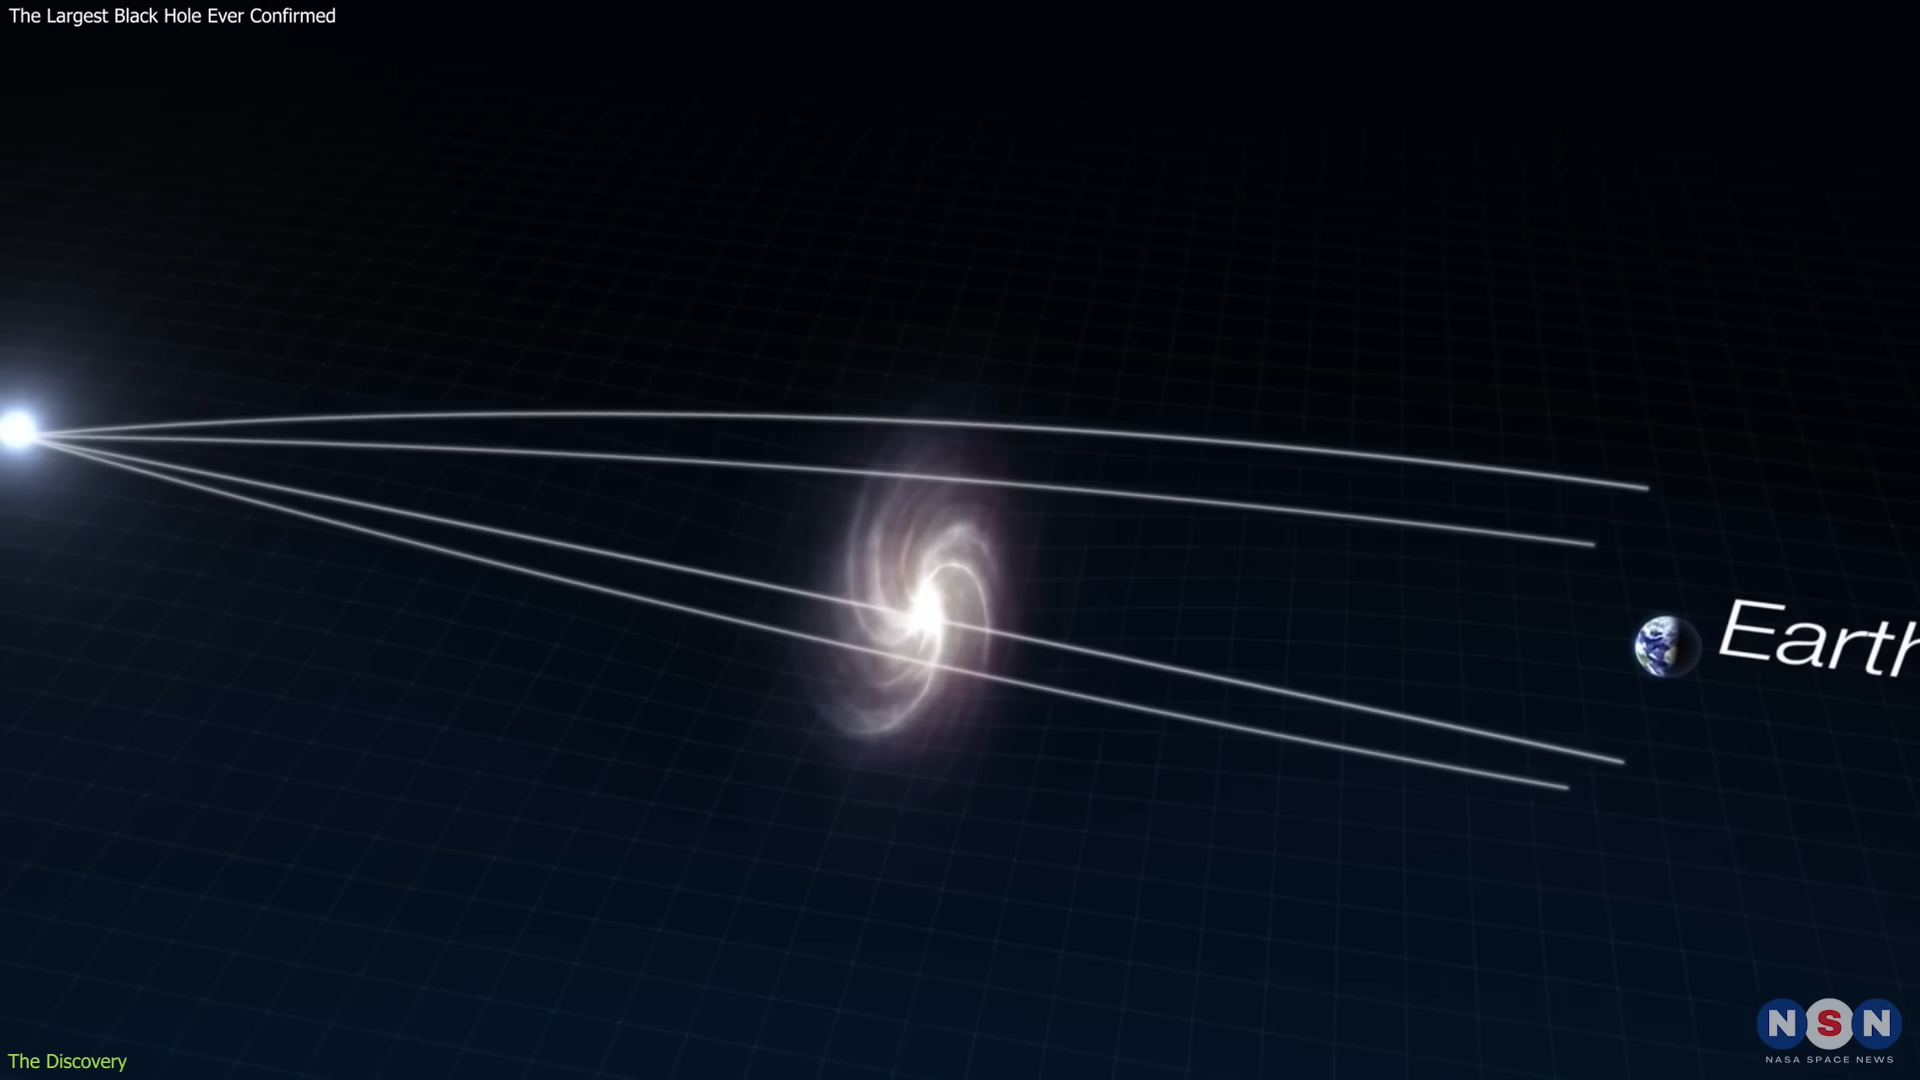 The Largest Black Hole Ever Confirmed
Earth
NSN
NASA SPACE NEWS
The Discovery